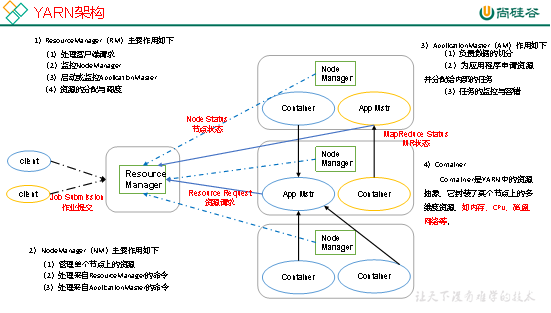 YARN架构
尚硅谷
1）ResourceManager（RM）主要作用如下
（1）处理客户端请求
（2）监控NodeManager
（3）启动或监控ApplicationMaster
（4）资源的分配与调度
3）ApplicationMaster（AM）作用如下
（1）负责数据的切分
（2）为应用程序申请资源
并分配给内部的任务
（3）任务的监控与容错
Node
Manager
Container
App Mstr
Node Status
节点状态
MapReduce Status
MR状态
client
client
Job Submission
作业提交
Resource
Manager
Resource Request
资源请求
Node
Manager
App Mstr
Container
4）Container
Container是YARN中的资源
抽象，它封装了某个节点上的多
维度资源，如内存、CPU、磁盘、
网络等。
2）NodeManager（NM）主要作用如下
（1）管理单个节点上的资源
（2）处理来自ResourceManager的命令
（3）处理来自ApplicationMaster的命令
Node
Manager
Container
Container
让天下没有难学的技术